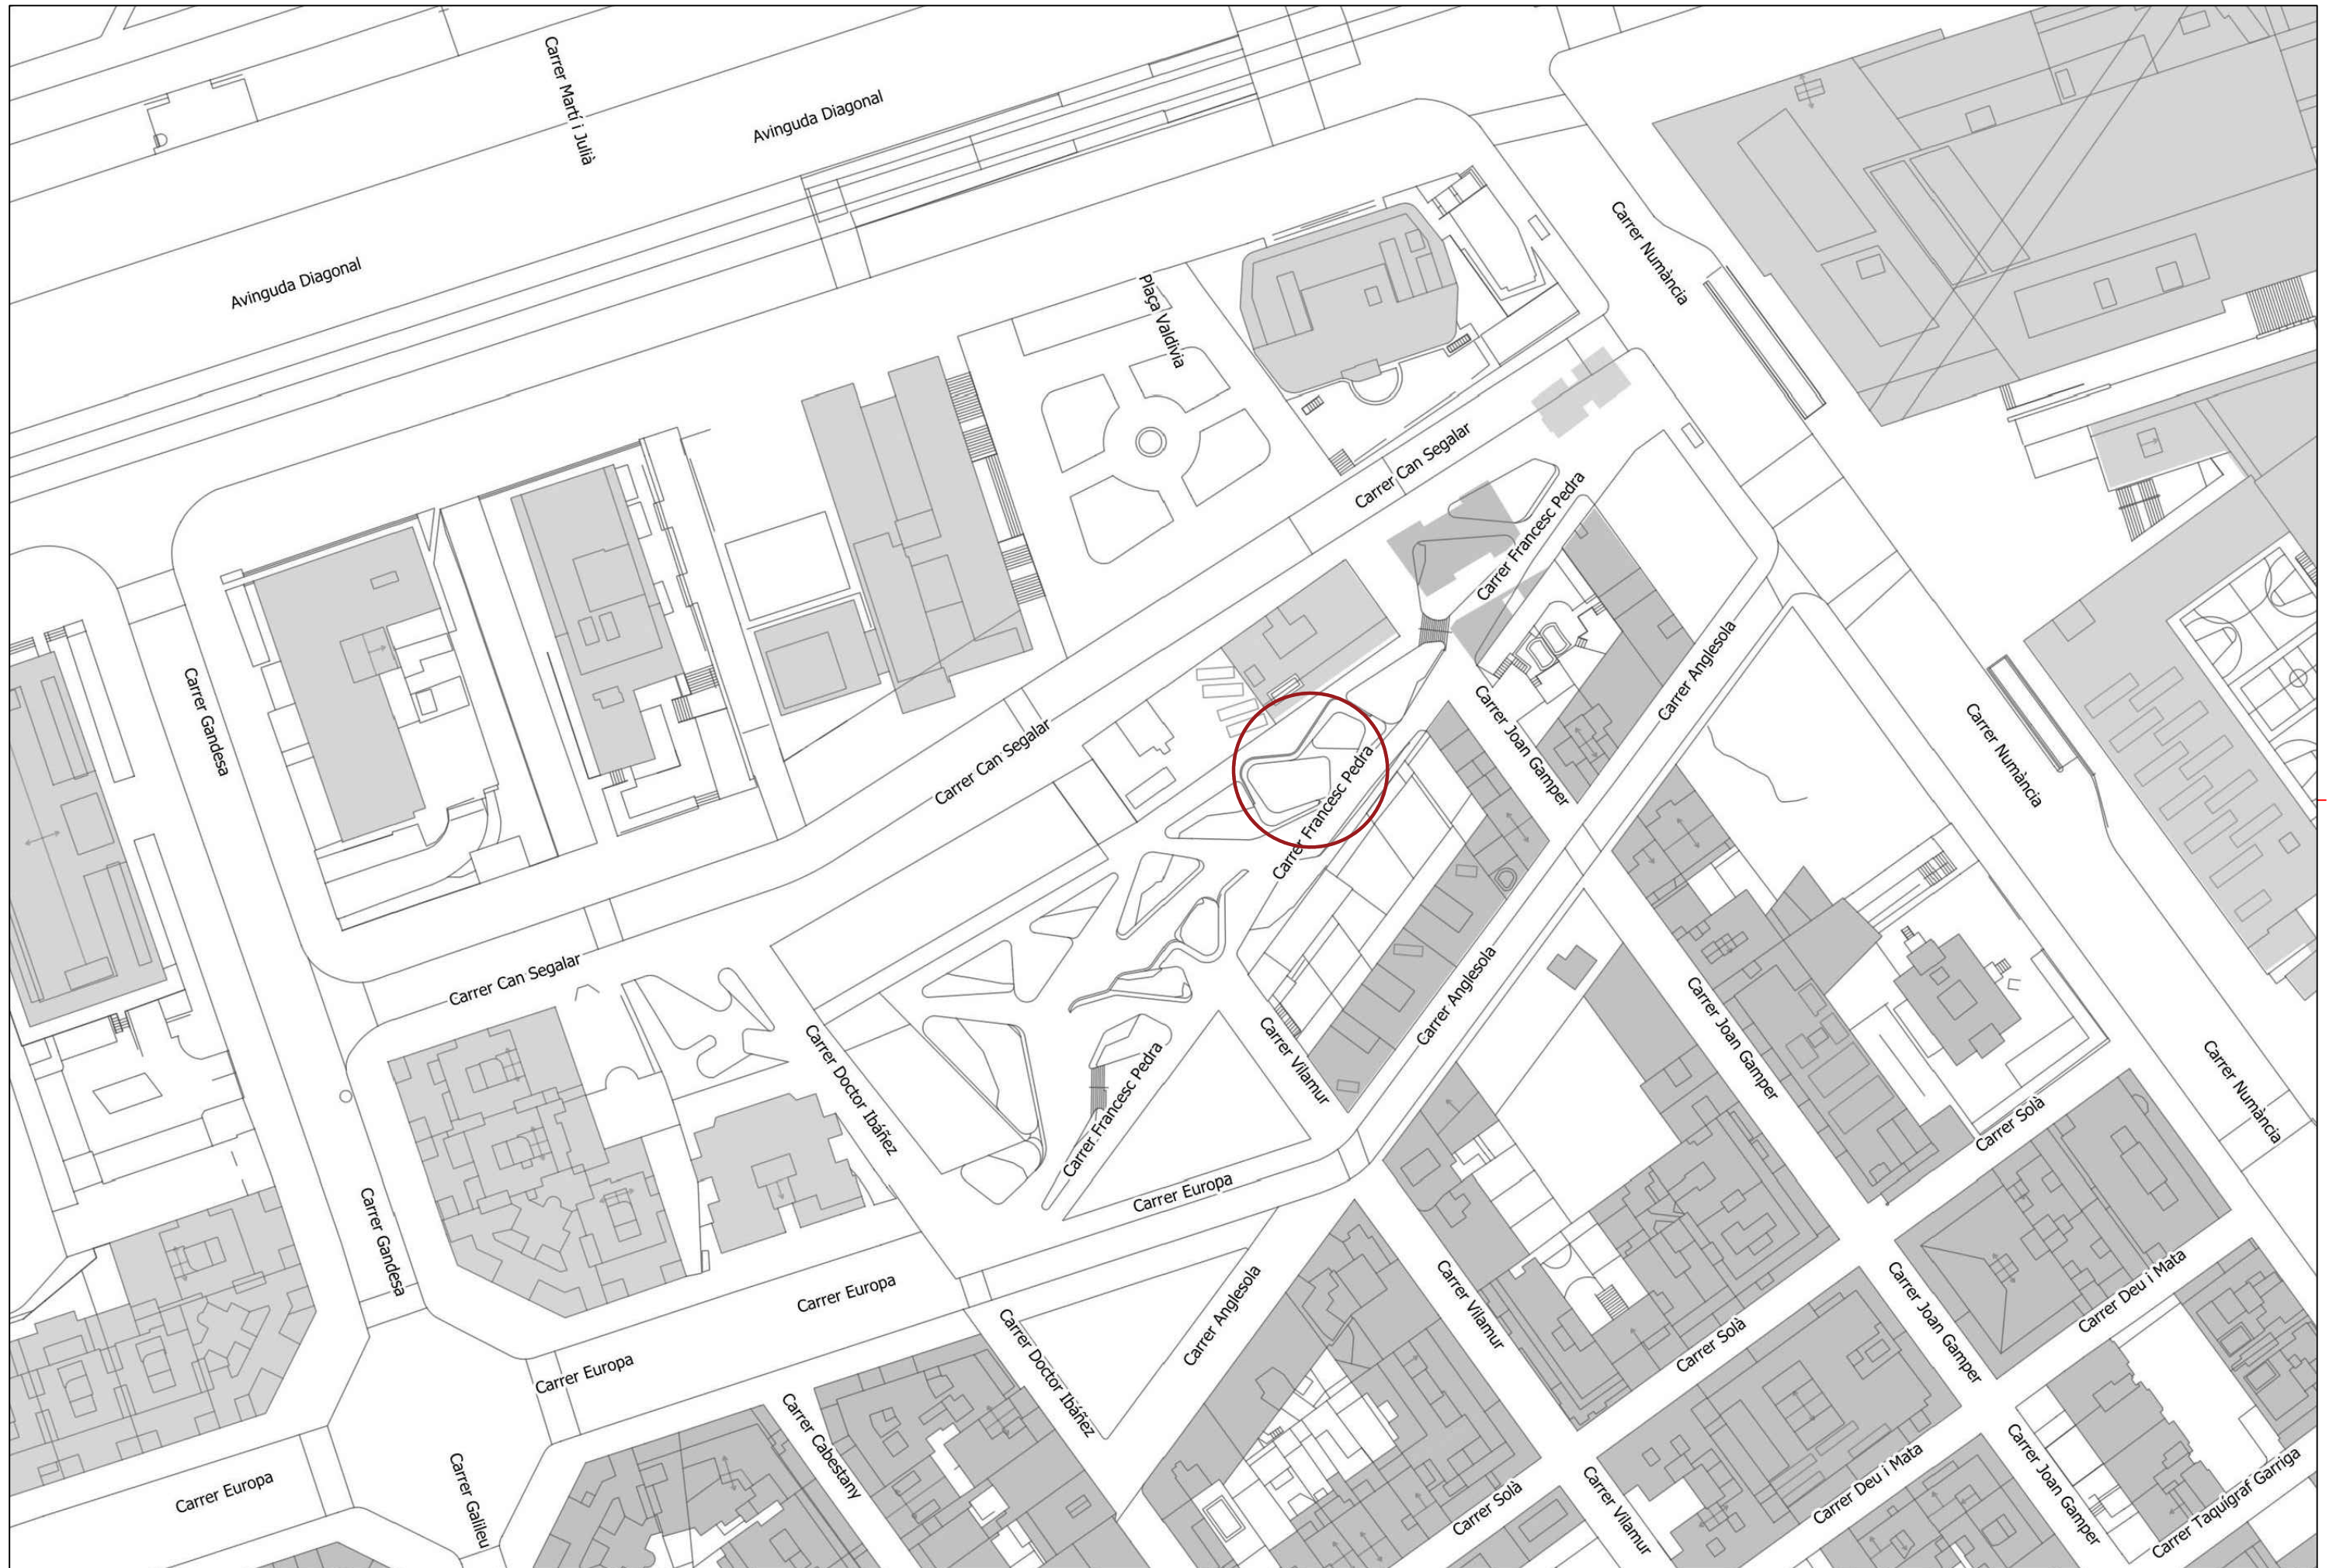 Carrer Martí i Julià
Avinguda Diagonal
Avinguda Diagonal
Carrer Numància
Plaça Valdivia
Carrer Can Segalar
Carrer Francesc Pedra
Carrer Gandesa
Carrer Anglesola
Carrer Joan Gamper
Carrer Numància
Carrer Can Segalar
Carrer Francesc Pedra
Carrer Can Segalar
Carrer Anglesola
Carrer Joan Gamper
Carrer Vilamur
Carrer Doctor Ibáñez
Carrer Francesc Pedra
Carrer Numància
Carrer Solà
Carrer Europa
Carrer Gandesa
Carrer Europa
Carrer Anglesola
Carrer Vilamur
Carrer Solà
Carrer Joan Gamper
Carrer Deu i Mata
Carrer Doctor Ibáñez
Carrer Europa
Carrer Cabestany
Carrer Europa
Carrer Galileu
Carrer Solà
Carrer Vilamur
Carrer Deu i Mata
Carrer Joan Gamper
Carrer Taquígraf Garriga